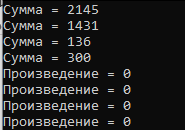 Сумма = 2145
Сумма = 1431
Сумма = 136
Сумма = 300
Произведение = 0
Произведение = 0
Произведение = 0
Произведение = 0